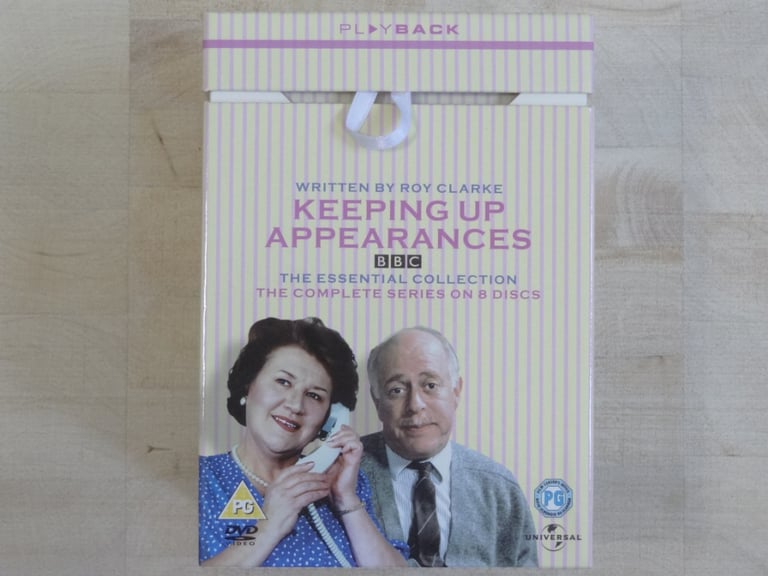 PLAYBACK
WRITTEN BY ROY CLARKE
KEEPING UP
APPEARANCES
BBC
THE ESSENTIAL COLLECTION
THE COMPLETE SERIES ON 8 DISCS
PG
DVD
VIDEO
PG
UNIVERSAL